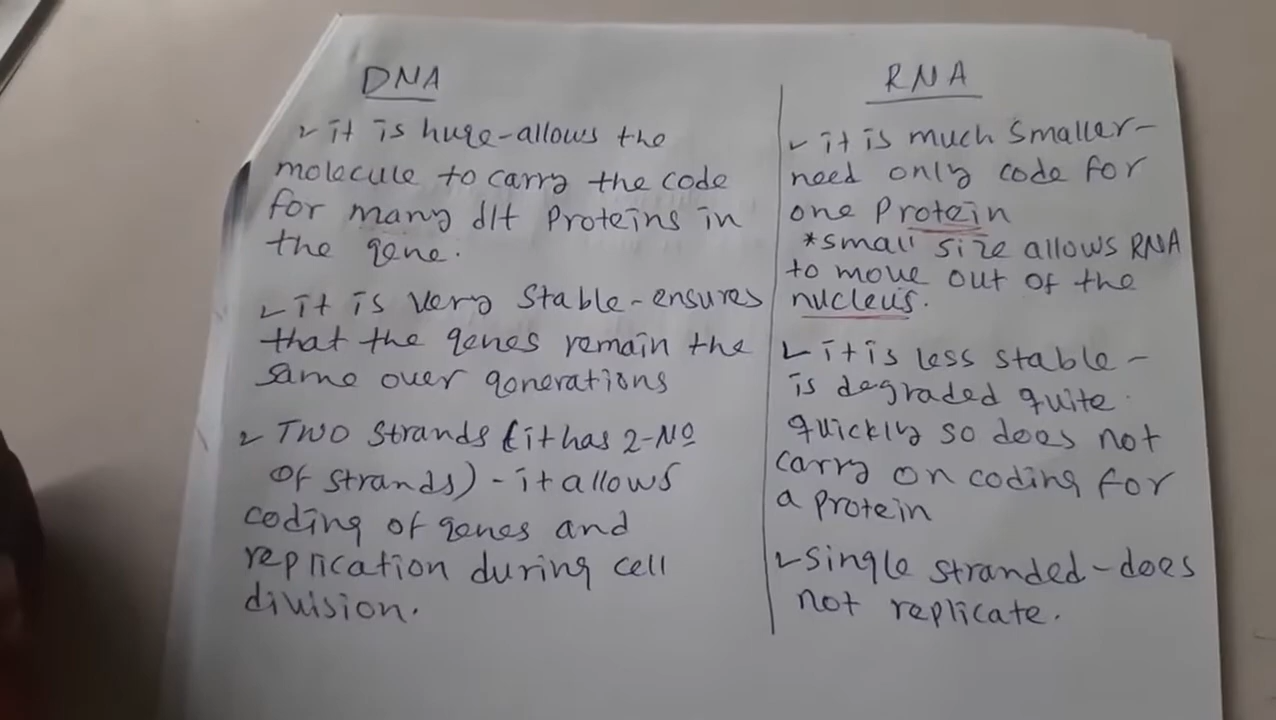 DNA
✓ it is huge-allows the
molecule to carry the code
for many d/t Proteins in
the gene.
✓ it is very stable-ensures
that the genes remain the
same over generations
✓ Two strands (it has 2-No
of strands) - it allows
coding of genes and
replication during cell
division.
RNA
✓ it is much smaller-
need only code for
one Protein
*small size allows RNA
to move out of the
nucleus.
✓ it is less stable-
is degraded quite
quickly so does not
carry on coding for
a protein
✓ single stranded-does
not replicate.